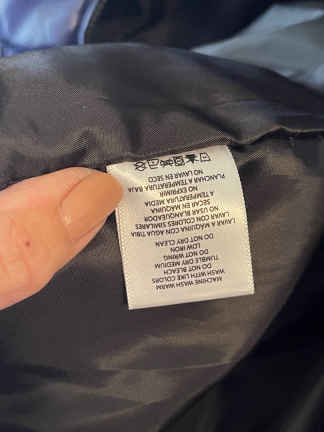 MACHINE WASH WARM
WASH WITH LIKE COLORS
DO NOT BLEACH
TUMBLE DRY MEDIUM
DO NOT WRING
LOW IRON
DO NOT DRY CLEAN
LAVAR A MAQUINA CON AGUA TIBIA
LAVAR CON COLORES SIMILARES
NO USAR BLANQUEADOR
SECAR EN MAQUINA
A TEMPERATURA MEDIA
NO EXPRIMIR
PLANCHAR A TEMPERATURA BAJA
NO LAVAR EN SECO